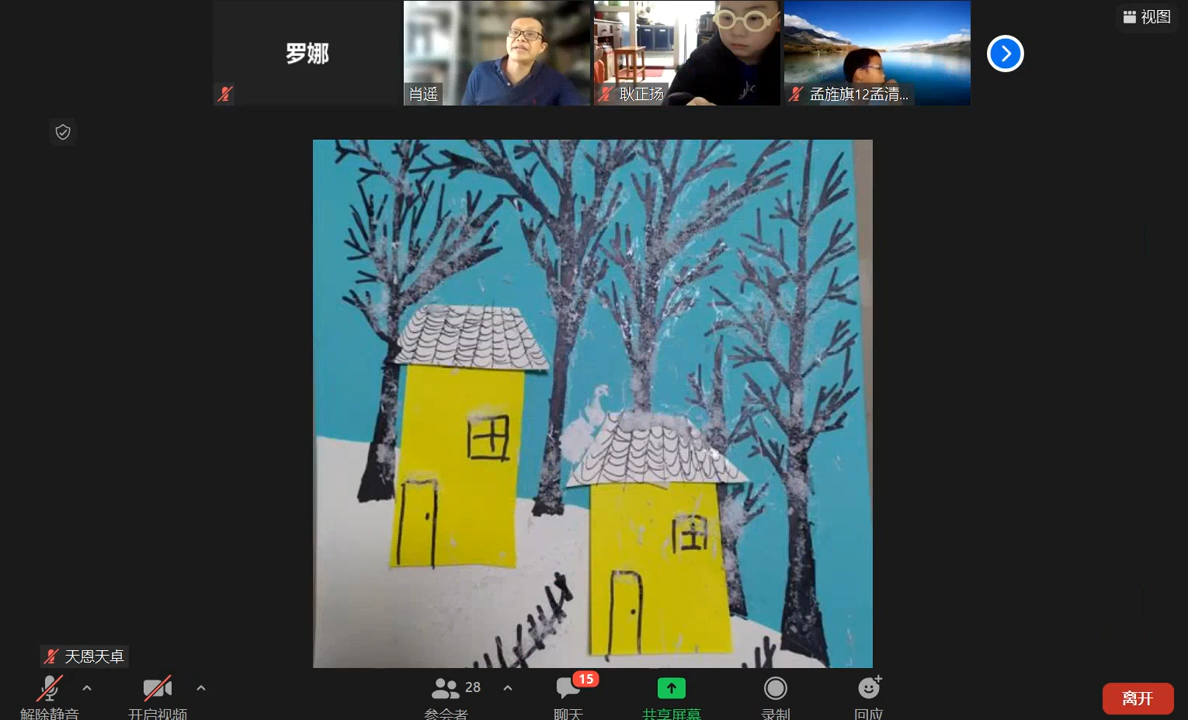 视图
罗娜
肖遥
耿正扬
孟旌旗12孟清...
天恩天卓
28
15
解除静音
开启视频
参会者
聊天
共享屏幕
录制
回应
离开